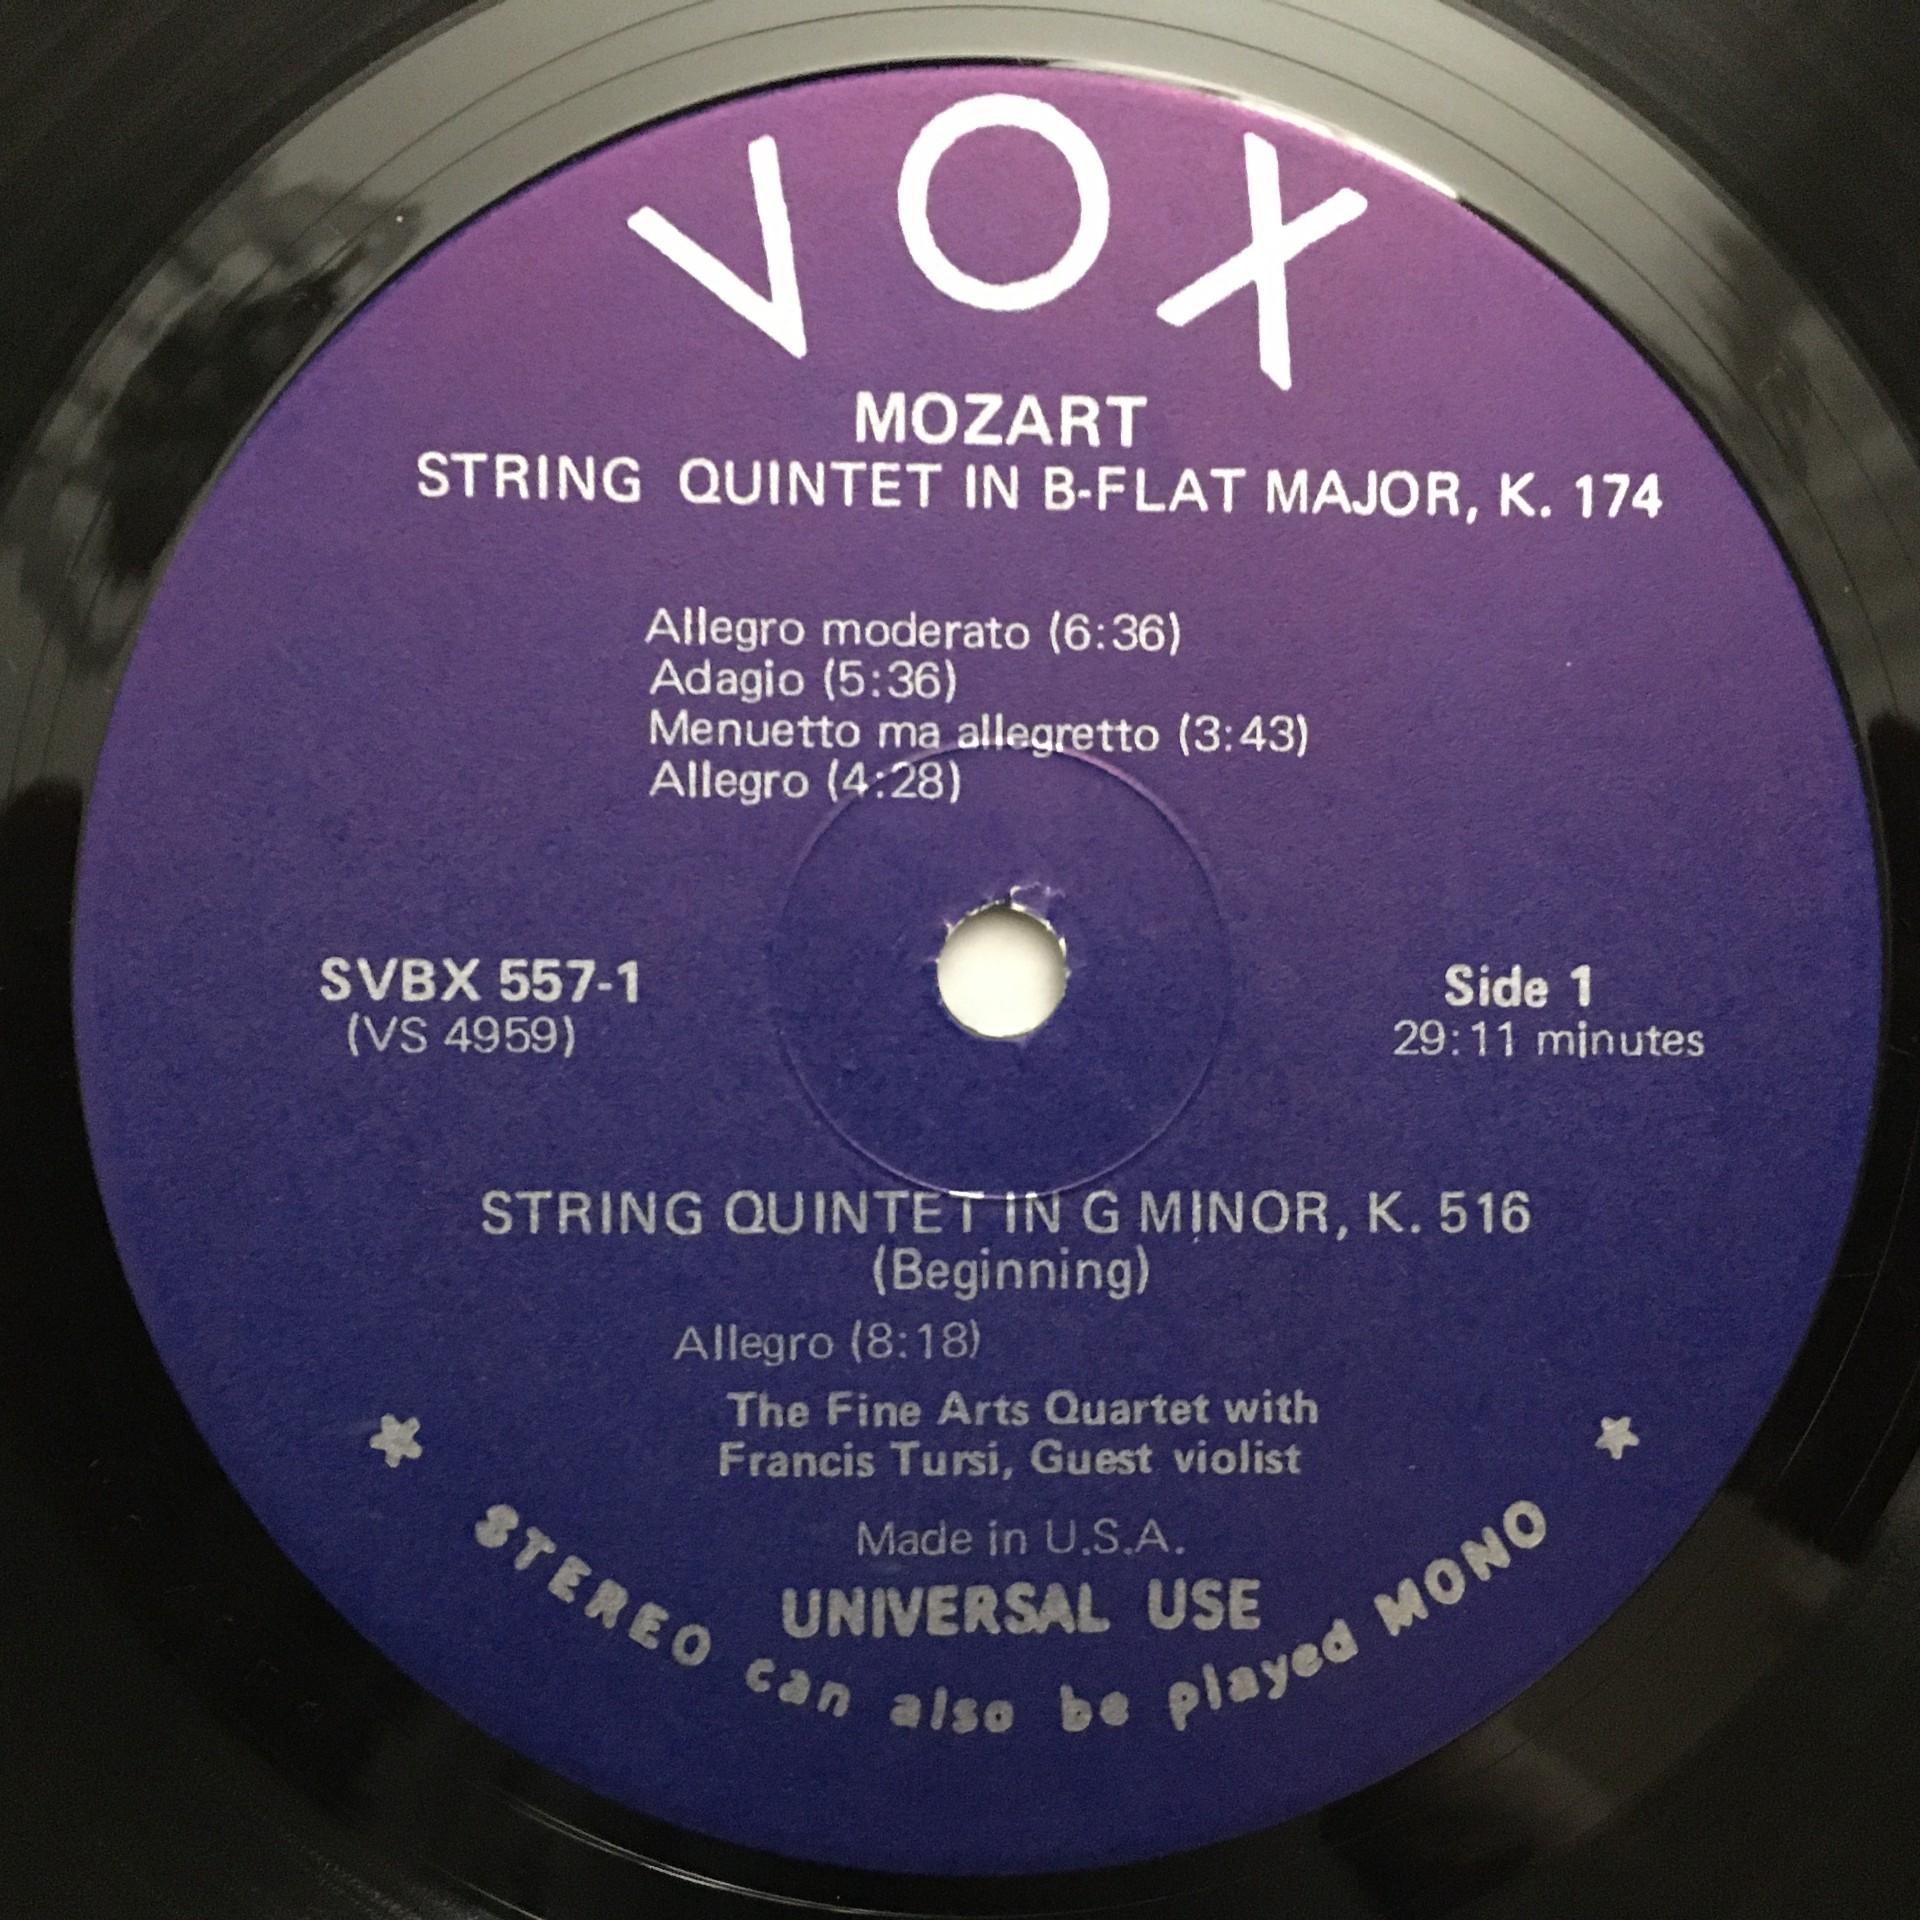 VOX
MOZART
STRING QUINTET IN B-FLAT MAJOR, K. 174
Allegro moderato (6:36)
Adagio (5:36)
Menuetto ma allegretto (3:43)
Allegro (4:28)
SVBX 557-1
(VS 4959)
Side 1
29:11 minutes
STRING QUINTET IN G MINOR, K. 516
(Beginning)
Allegro (8:18)
The Fine Arts Quartet with
Francis Tursi, Guest violist
Made in U.S.A.
UNIVERSAL USE
STEREO can also be played MONO